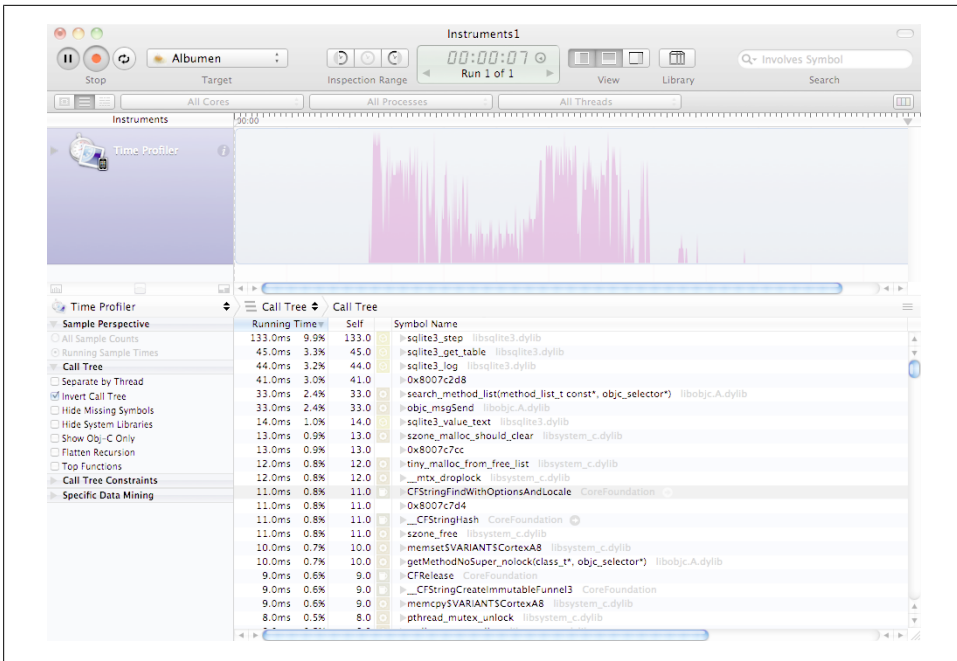 Instruments1
Albumen
00:00:07
Run 1 of 1
Involves Symbol
Stop Target Inspection Range View Library Search
All Cores All Processes All Threads
Instruments 00:00
Time Profiler
Time Profiler Call Tree Call Tree
Sample Perspective Running Time Self Symbol Name
All Sample Counts 133.0ms 9.9% 133.0 sqlite3_step libsqlite3.dylib
Running Sample Times 45.0ms 3.3% 45.0 sqlite3_get_table libsqlite3.dylib
Call Tree 44.0ms 3.2% 44.0 sqlite3_log libsqlite3.dylib
Separate by Thread 41.0ms 3.0% 41.0 0x8007c2d8
Invert Call Tree 33.0ms 2.4% 33.0 search_method_list(method_list_t const*, objc_selector*) libobjc.A.dylib
Hide Missing Symbols 33.0ms 2.4% 33.0 objc_msgSend libobjc.A.dylib
Hide System Libraries 14.0ms 1.0% 14.0 sqlite3_value_text libsqlite3.dylib
Show Obj-C Only 13.0ms 0.9% 13.0 szone_malloc_should_clear libsystem_c.dylib
Flatten Recursion 13.0ms 0.9% 13.0 0x8007c7cc
Top Functions 12.0ms 0.8% 12.0 tiny_malloc_from_free_list libsystem_c.dylib
Call Tree Constraints 12.0ms 0.8% 12.0 __mtx_droplock libsystem_c.dylib
Specific Data Mining 11.0ms 0.8% 11.0 CFStringFindWithOptionsAndLocale CoreFoundation
11.0ms 0.8% 11.0 0x8007c7d4
11.0ms 0.8% 11.0 __CFStringHash CoreFoundation
11.0ms 0.8% 11.0 szone_free libsystem_c.dylib
10.0ms 0.7% 10.0 memset$VARIANT$CortexA8 libsystem_c.dylib
10.0ms 0.7% 10.0 getMethodNoSuper_nolock(class_t*, objc_selector*) libobjc.A.dylib
9.0ms 0.6% 9.0 CFRelease CoreFoundation
9.0ms 0.6% 9.0 __CFStringCreateImmutableFunnel3 CoreFoundation
9.0ms 0.6% 9.0 memcpy$VARIANT$CortexA8 libsystem_c.dylib
8.0ms 0.5% 8.0 pthread_mutex_unlock libsystem_c.dylib